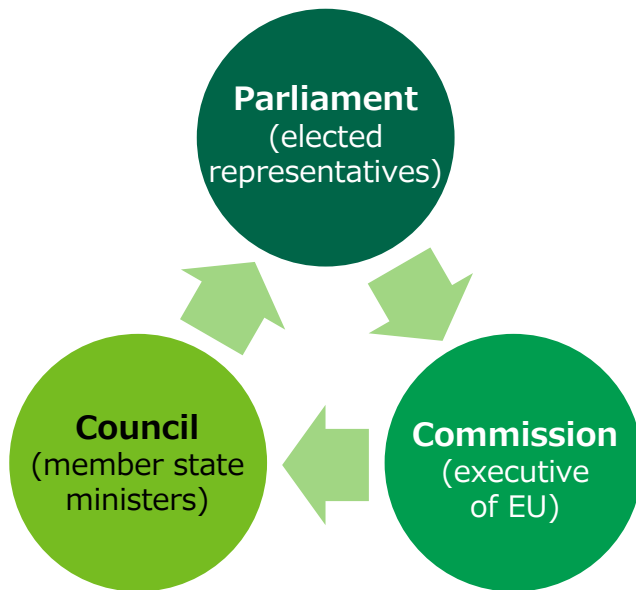 Parliament
(elected
representatives)
Council
(member state
ministers)
Commission
(executive
of EU)